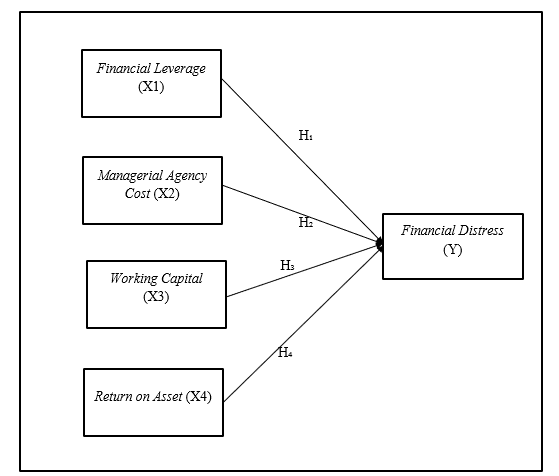 Financial Leverage
(X1)
H₁
Managerial Agency
Cost (X2)
H₂
Financial Distress
(Y)
Working Capital
(X3)
H₃
H₄
Return on Asset (X4)